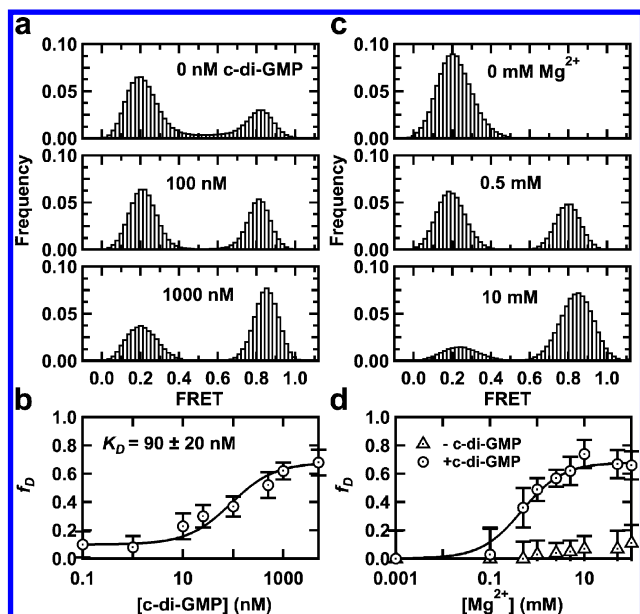 a
c
0.10
0 nM c-di-GMP
0.10
0 mM Mg2+
0.05
0.05
0.00
0.00
0.10
100 nM
0.10
0.5 mM
Frequency
0.05
Frequency
0.05
0.00
0.00
0.10
1000 nM
0.10
10 mM
0.05
0.05
0.00
0.00
0.0 0.2 0.4 0.6 0.8 1.0
0.0 0.2 0.4 0.6 0.8 1.0
FRET
FRET
b
d
1.0
KD = 90 ± 20 nM
1.0
- c-di-GMP
0.8
0.8
+c-di-GMP
0.6
0.6
fD
0.4
fD
0.4
0.2
0.2
0.0
0.0
0.1 10 1000
0.001 0.1 10
[c-di-GMP] (nM)
[Mg2+] (mM)